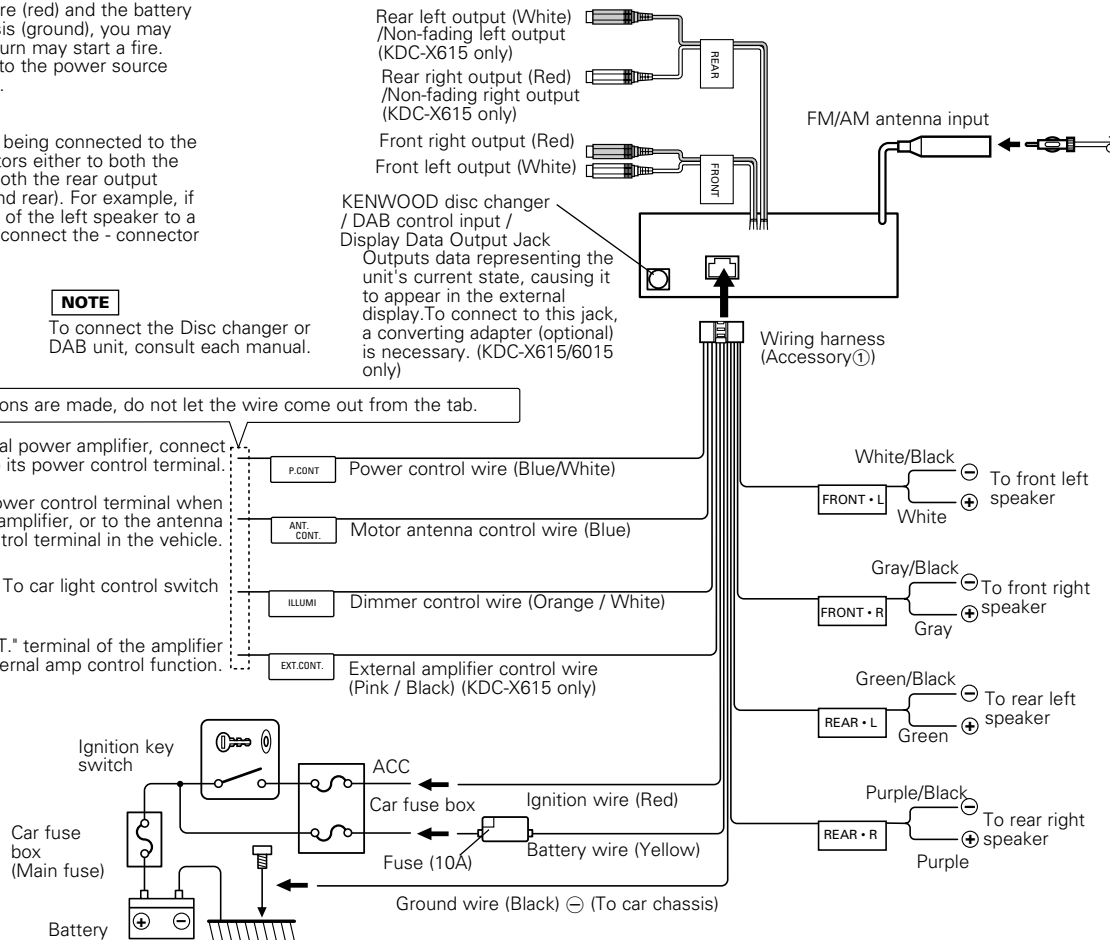 re (red) and the battery
sis (ground), you may
urn may start a fire.
to the power source
.
being connected to the
tors either to both the
oth the rear output
nd rear). For example, if
of the left speaker to a
connect the - connector
NOTE
To connect the Disc changer or
DAB unit, consult each manual.
Rear left output (White)
/Non-fading left output
(KDC-X615 only)
Rear right output (Red)
/Non-fading right output
(KDC-X615 only)
REAR
Front right output (Red)
Front left output (White)
FRONT
FM/AM antenna input
KENWOOD disc changer
/ DAB control input /
Display Data Output Jack
Outputs data representing the
unit's current state, causing it
to appear in the external
display.To connect to this jack,
a converting adapter (optional)
is necessary. (KDC-X615/6015
only)
Wiring harness
(Accessory①)
ons are made, do not let the wire come out from the tab.
al power amplifier, connect
its power control terminal.
P.CONT
Power control wire (Blue/White)
ower control terminal when
amplifier, or to the antenna
trol terminal in the vehicle.
ANT.
CONT.
Motor antenna control wire (Blue)
To car light control switch
ILLUMI
Dimmer control wire (Orange / White)
T." terminal of the amplifier
ernal amp control function.
EXT.CONT.
External amplifier control wire
(Pink / Black) (KDC-X615 only)
White/Black
⊖
FRONT • L
To front left
speaker
⊕
White
Gray/Black
⊖
FRONT • R
To front right
speaker
⊕
Gray
Green/Black
⊖
REAR • L
To rear left
speaker
⊕
Green
Purple/Black
⊖
REAR • R
To rear right
speaker
⊕
Purple
Ignition key
switch
ACC
Car fuse box
Ignition wire (Red)
Car fuse
box
(Main fuse)
Fuse (10A)
Battery wire (Yellow)
Ground wire (Black) ⊖ (To car chassis)
Battery
⊕ ⊖